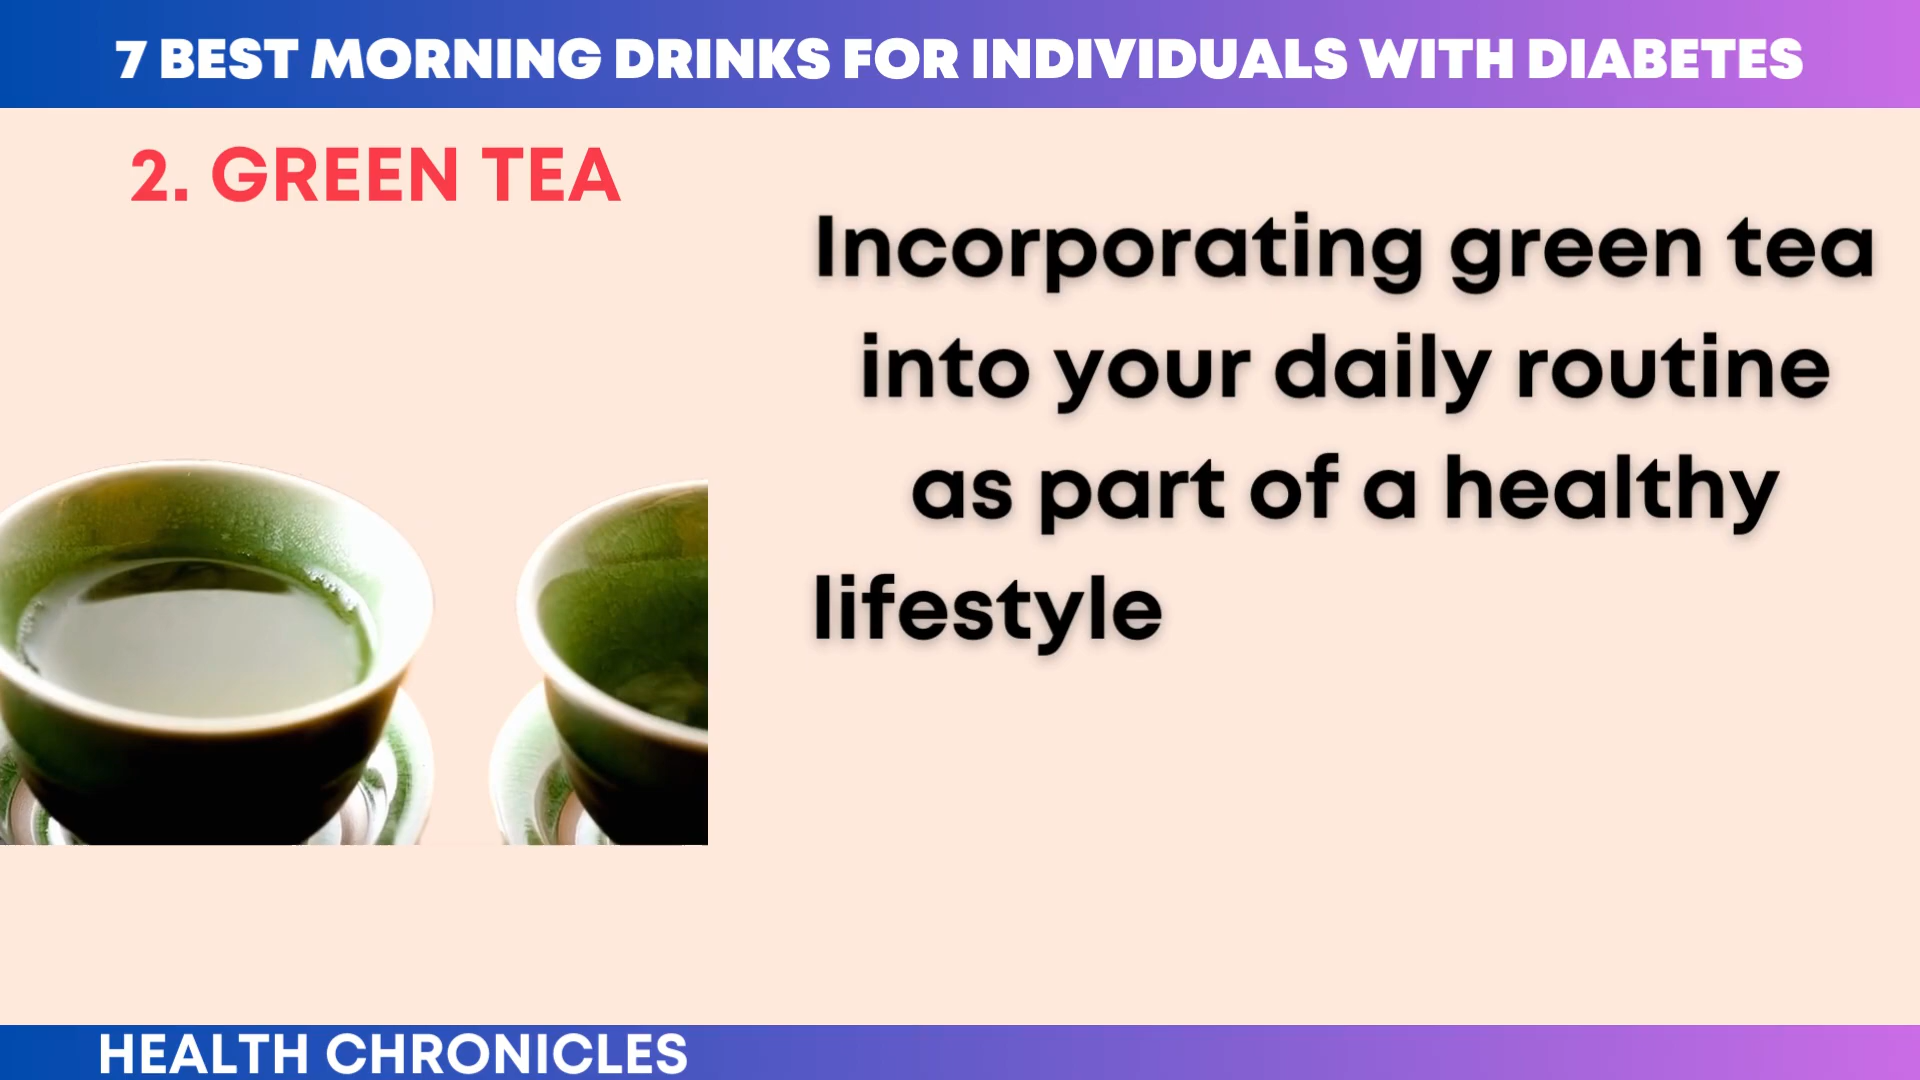 7 BEST MORNING DRINKS FOR INDIVIDUALS WITH DIABETES
2. GREEN TEA
Incorporating green tea
into your daily routine
as part of a healthy
lifestyle
HEALTH CHRONICLES